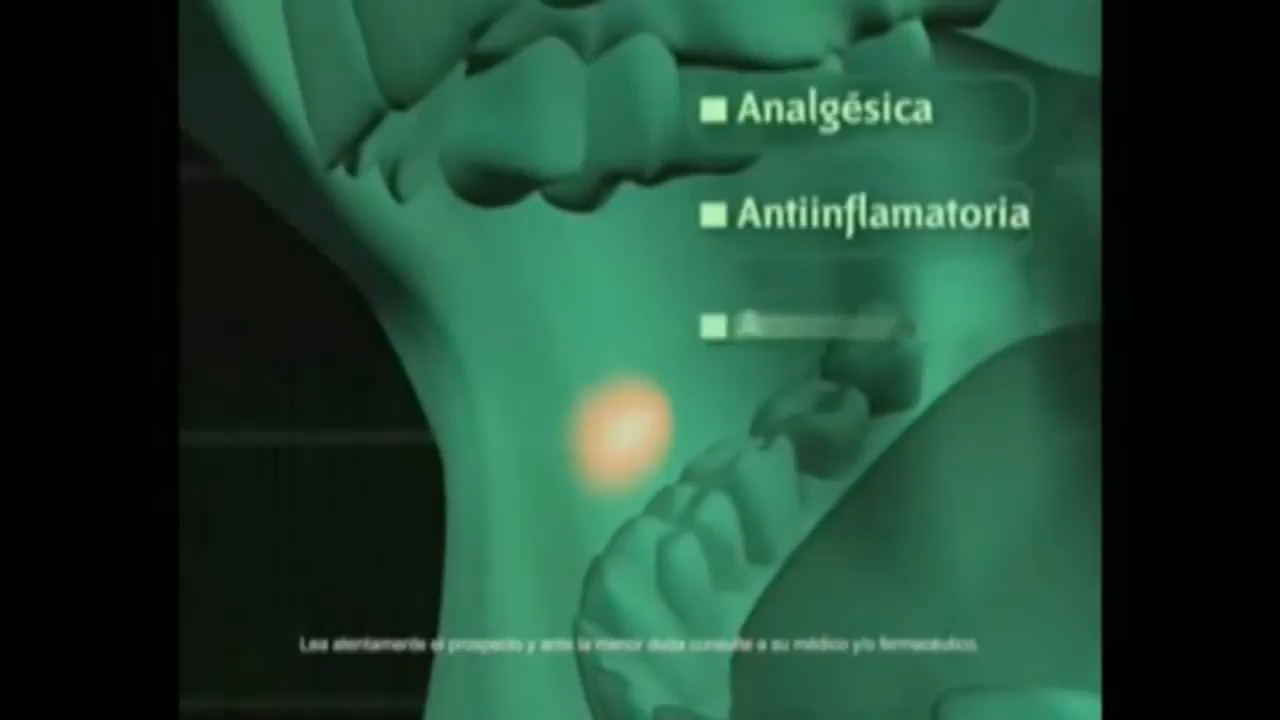 Analgésica
Antiinflamatoria
Lea atentamente el prospecto y ante la menor duda consulte a su médico y/o farmacéutico.